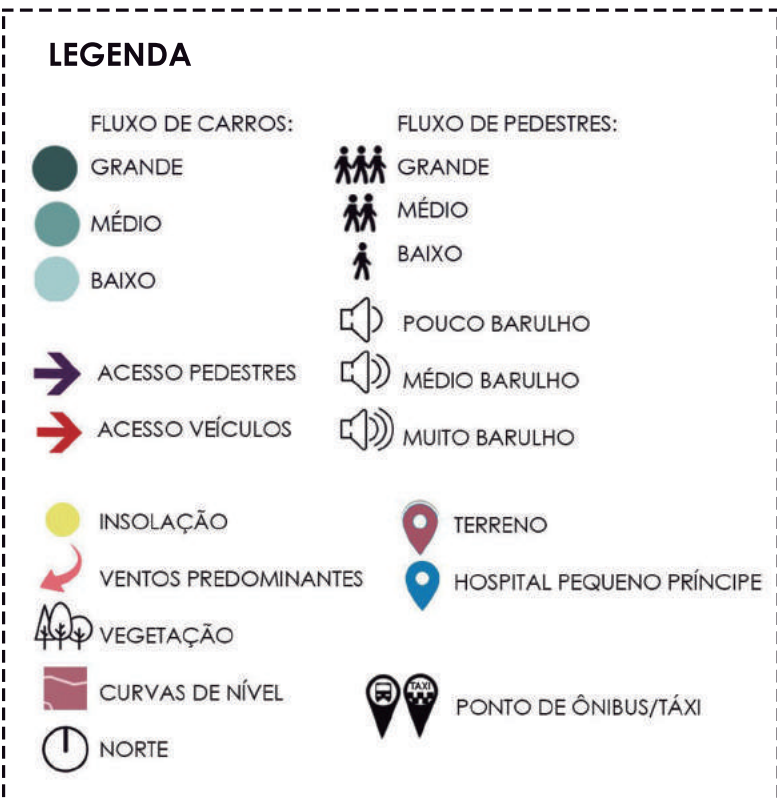 LEGENDA
FLUXO DE CARROS:
GRANDE
MÉDIO
BAIXO
FLUXO DE PEDESTRES:
GRANDE
MÉDIO
BAIXO
POUCO BARULHO
MÉDIO BARULHO
MUITO BARULHO
ACESSO PEDESTRES
ACESSO VEÍCULOS
INSOLAÇÃO
VENTOS PREDOMINANTES
VEGETAÇÃO
CURVAS DE NÍVEL
NORTE
TERRENO
HOSPITAL PEQUENO PRÍNCIPE
TAXI
PONTO DE ÔNIBUS/TÁXI